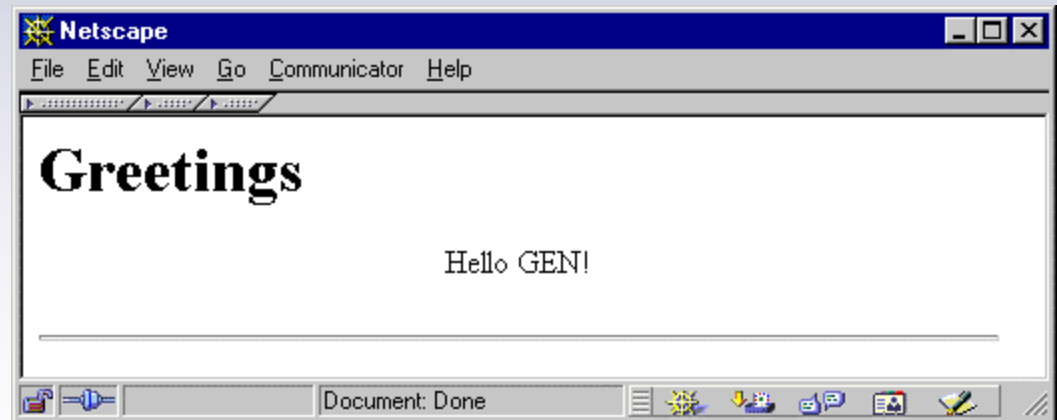 Netscape
File Edit View Go Communicator Help
Greetings
Hello GEN!
Document: Done